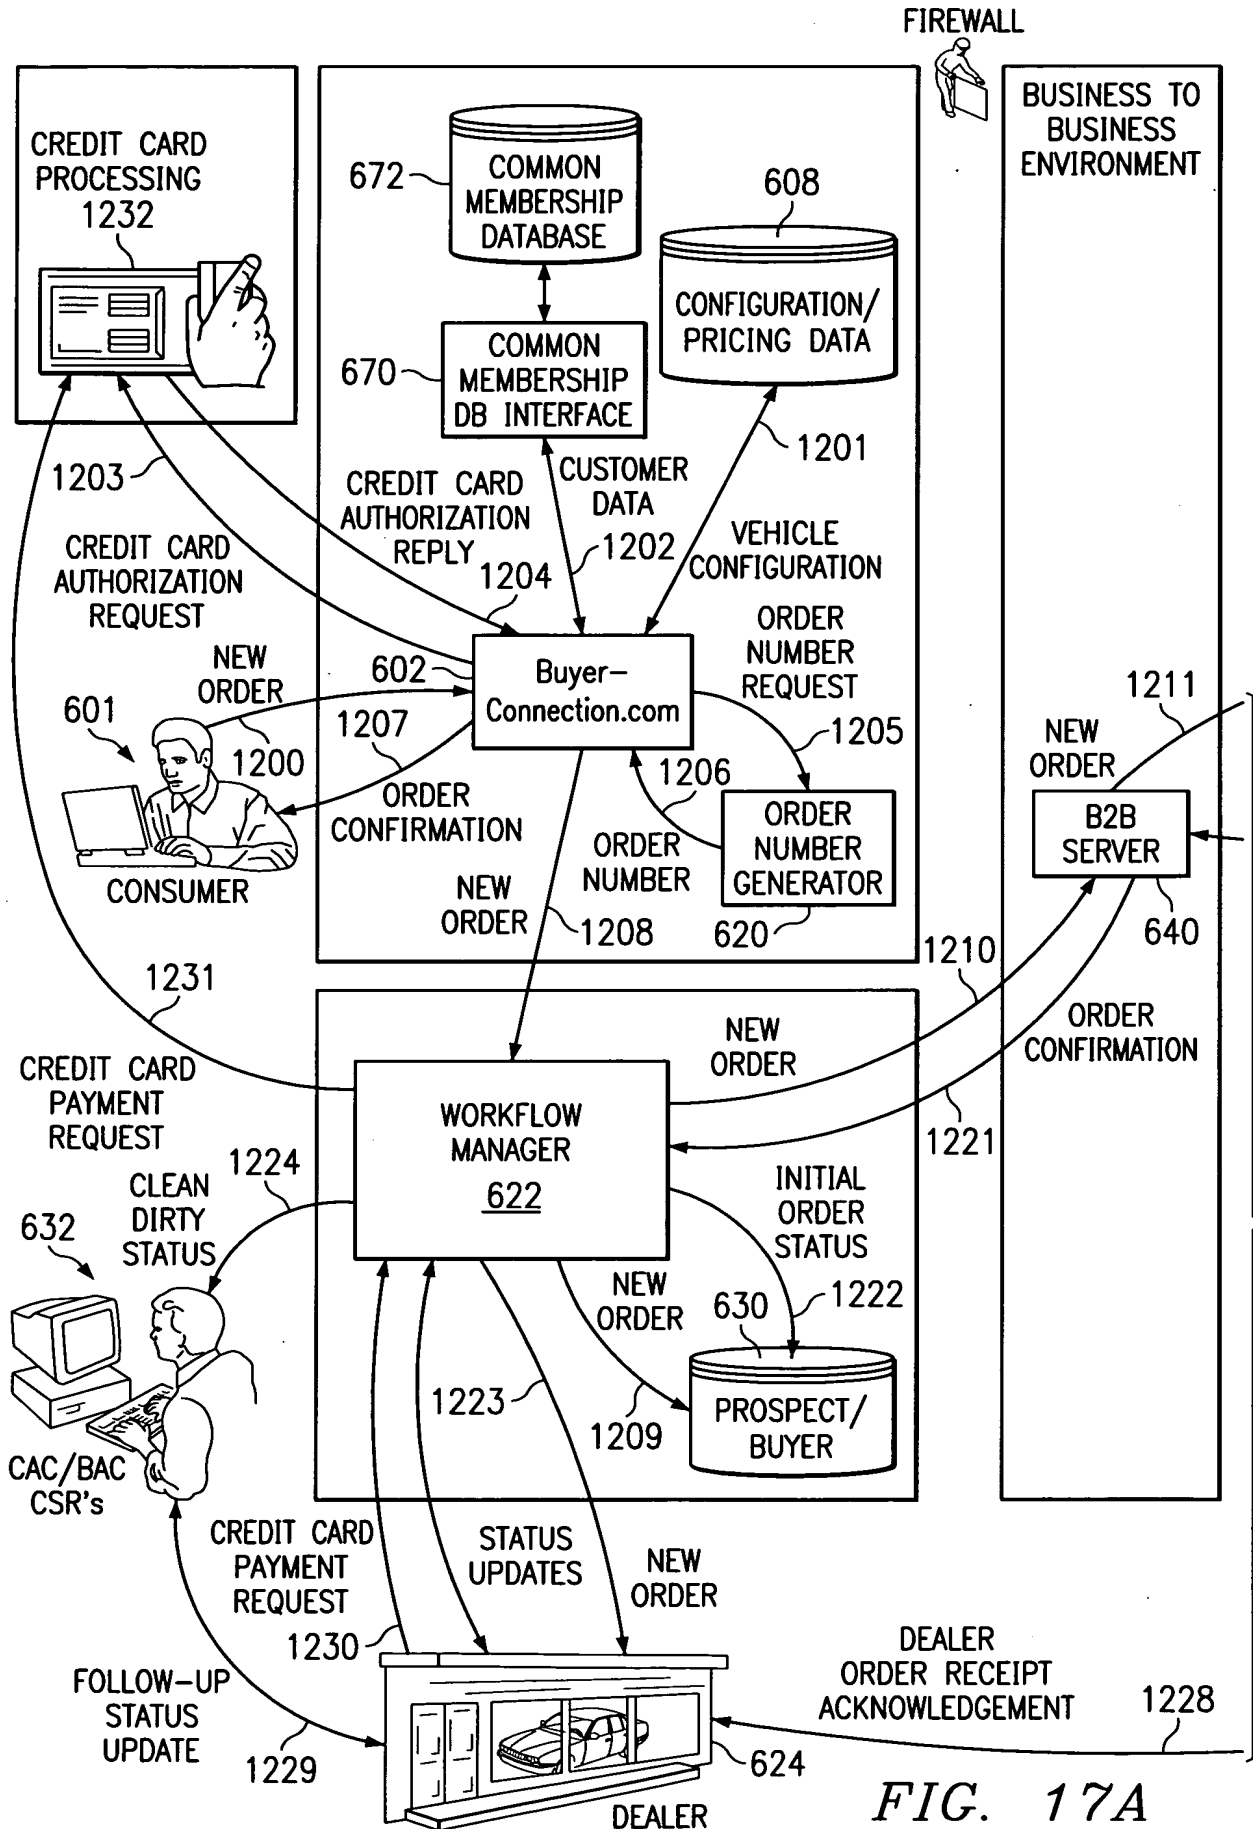 FIREWALL
CREDIT CARD
PROCESSING
1232
COMMON
MEMBERSHIP
DATABASE
672
608
CONFIGURATION/
PRICING DATA
BUSINESS TO
BUSINESS
ENVIRONMENT
COMMON
MEMBERSHIP
DB INTERFACE
670
1201
1203
CREDIT CARD
AUTHORIZATION
REPLY
1204
CUSTOMER
DATA
1202
VEHICLE
CONFIGURATION
CREDIT CARD
AUTHORIZATION
REQUEST
ORDER
NUMBER
REQUEST
1205
NEW
ORDER
1200
602
Buyer-
Connection.com
601
1207
ORDER
CONFIRMATION
CONSUMER
1206
ORDER
NUMBER
ORDER
NUMBER
GENERATOR
620
1211
NEW
ORDER
B2B
SERVER
640
NEW
ORDER
1208
1231
1210
NEW
ORDER
ORDER
CONFIRMATION
1221
CREDIT CARD
PAYMENT
REQUEST
WORKFLOW
MANAGER
622
1224
CLEAN
DIRTY
STATUS
632
INITIAL
ORDER
STATUS
1222
NEW
ORDER
630
1223
1209
PROSPECT/
BUYER
CAC/BAC
CSR's
CREDIT CARD
PAYMENT
REQUEST
1230
STATUS
UPDATES
NEW
ORDER
FOLLOW-UP
STATUS
UPDATE
1229
DEALER
ORDER RECEIPT
ACKNOWLEDGEMENT
1228
624
DEALER
FIG. 17A